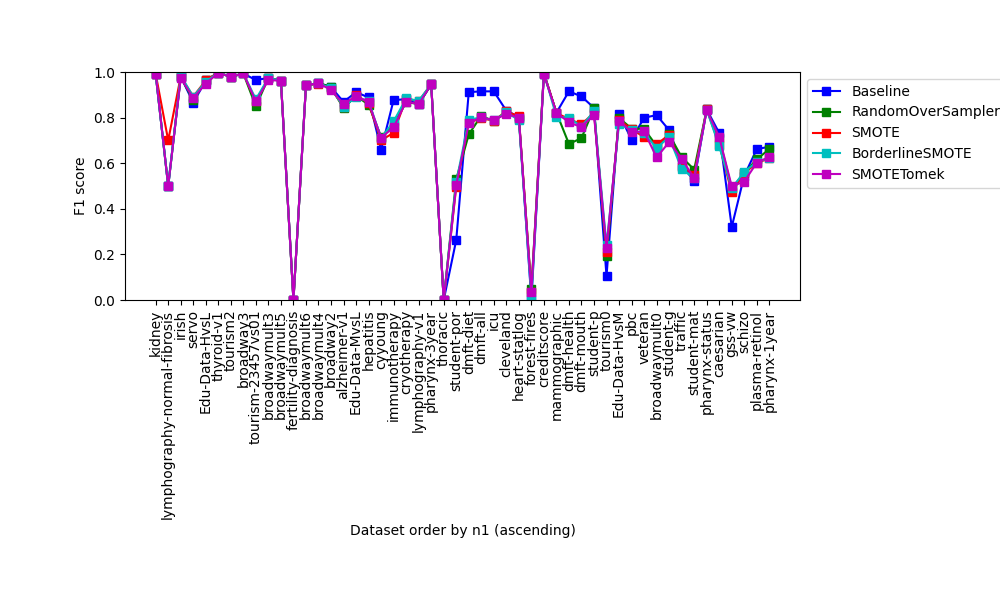 1.0
0.8
0.6
0.4
0.2
0.0
F1 score
Baseline
RandomOverSampler
SMOTE
BorderlineSMOTE
SMOTETomek
kidney
lymphography-normal-fibrosis
irish
servo
Edu-Data-HvsL
thyroid-v1
tourism2
broadway3
tourism-23457vs01
broadwaymult3
broadwaymult5
fertility-diagnosis
broadwaymult6
broadwaymult4
broadway2
alzheimer-v1
Edu-Data-MvsL
hepatitis
cyyoung
immunotherapy
cryotherapy
lymphography-v1
pharynx-3year
thoracic
student-por
dmft-diet
dmft-all
icu
cleveland
heart-statlog
forest-fires
creditscore
mammographic
dmft-health
dmft-mouth
student-p
tourism0
Edu-Data-HvsM
pbc
veteran
broadwaymult0
student-g
traffic
student-mat
pharynx-status
caesarian
gss-vw
schizo
plasma-retinol
pharynx-1year
Dataset order by n1 (ascending)